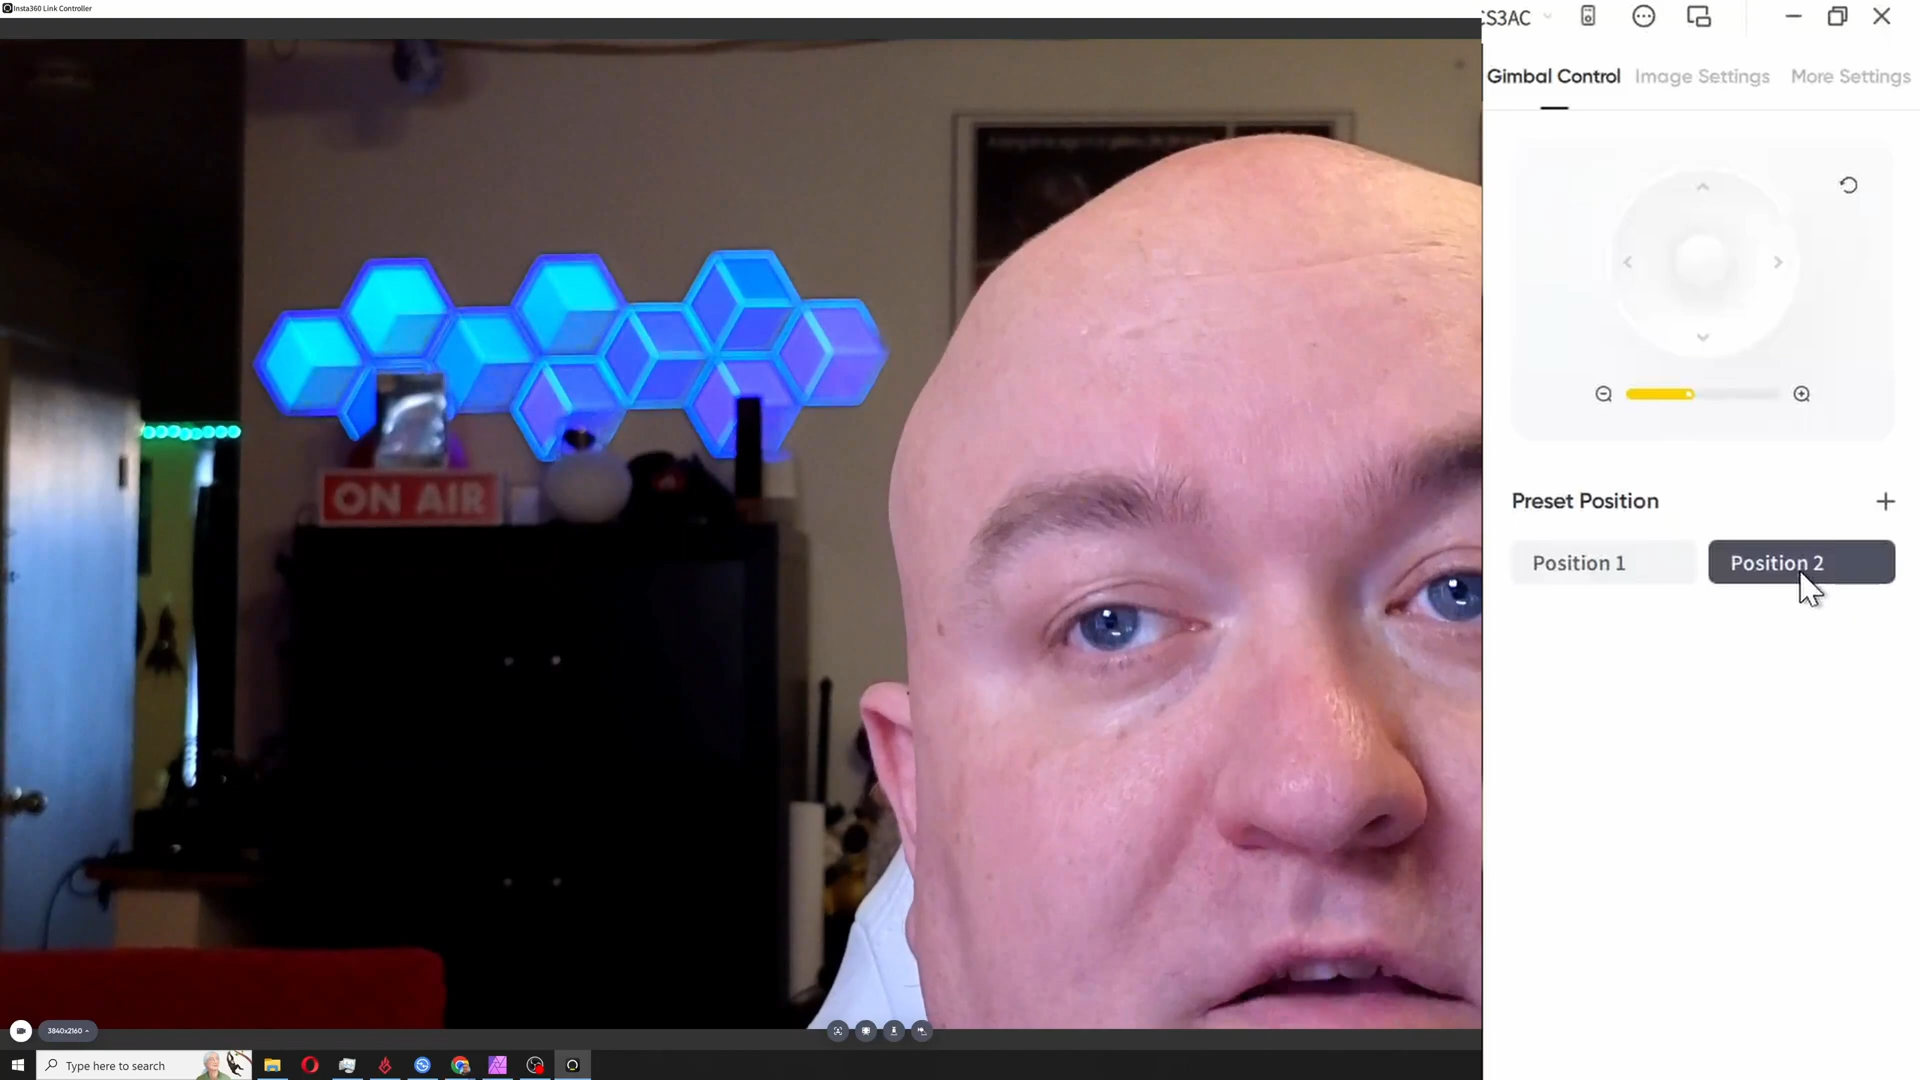 Insta360 Link Controller
CS3AC
Gimbal Control Image Settings More Settings
Preset Position
Position 1 Position 2
ON AIR
3840x2160
Type here to search